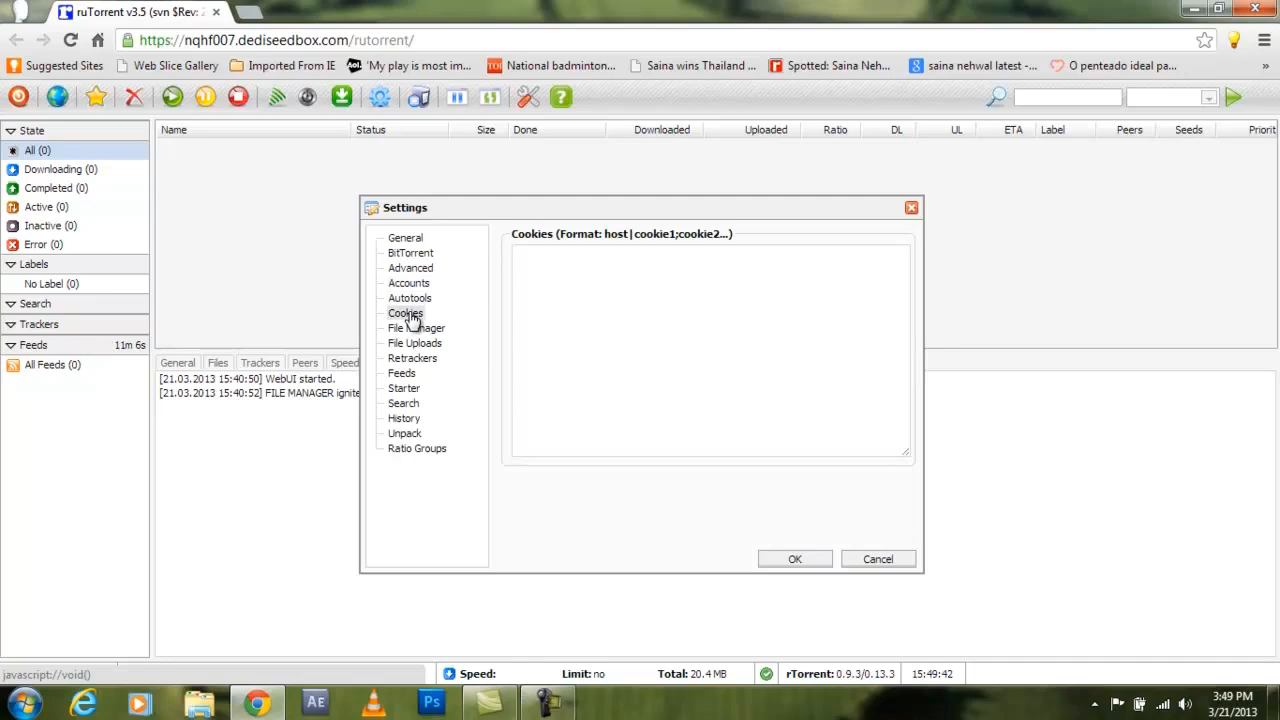 ruTorrent v3.5 (svn $Rev: 2
https://nqhf007.dediseedbox.com/rutorrent/
Suggested Sites Web Slice Gallery Imported From IE 'My play is most im... National badminton... Saina wins Thailand ... Spotted: Saina Neh... saina nehwal latest -... O penteado ideal pa... »
State
All (0)
Downloading (0)
Completed (0)
Active (0)
Inactive (0)
Error (0)
Labels
No Label (0)
Search
Trackers
Feeds 11m 6s
All Feeds (0)
Name Status Size Done Downloaded Uploaded Ratio DL UL ETA Label Peers Seeds Priorit
Settings
General
BitTorrent
Advanced
Accounts
Autotools
Cookies
File Manager
File Uploads
Retrackers
Feeds
Starter
Search
History
Unpack
Ratio Groups
Cookies (Format: host|cookie1;cookie2...)
OK Cancel
General Files Trackers Peers Speed
[21.03.2013 15:40:50] WebUI started.
[21.03.2013 15:40:52] FILE MANAGER ignite
javascript://void()
Speed: Limit: no Total: 20.4 MB rTorrent: 0.9.3/0.13.3 15:49:42
Ae Ps
3:49 PM
3/21/2013